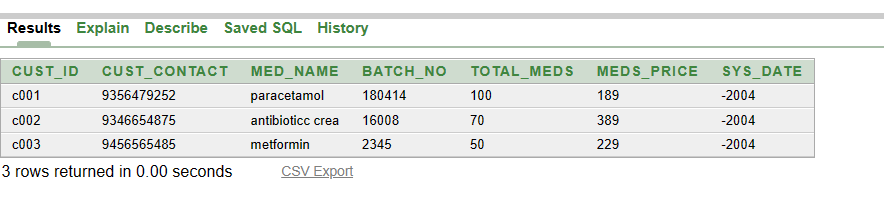 Results Explain Describe Saved SQL History
CUST_ID CUST_CONTACT MED_NAME BATCH_NO TOTAL_MEDS MEDS_PRICE SYS_DATE
c001 9356479252 paracetamol 180414 100 189 -2004
c002 9346654875 antibioticc crea 16008 70 389 -2004
c003 9456565485 metformin 2345 50 229 -2004
3 rows returned in 0.00 seconds CSV Export